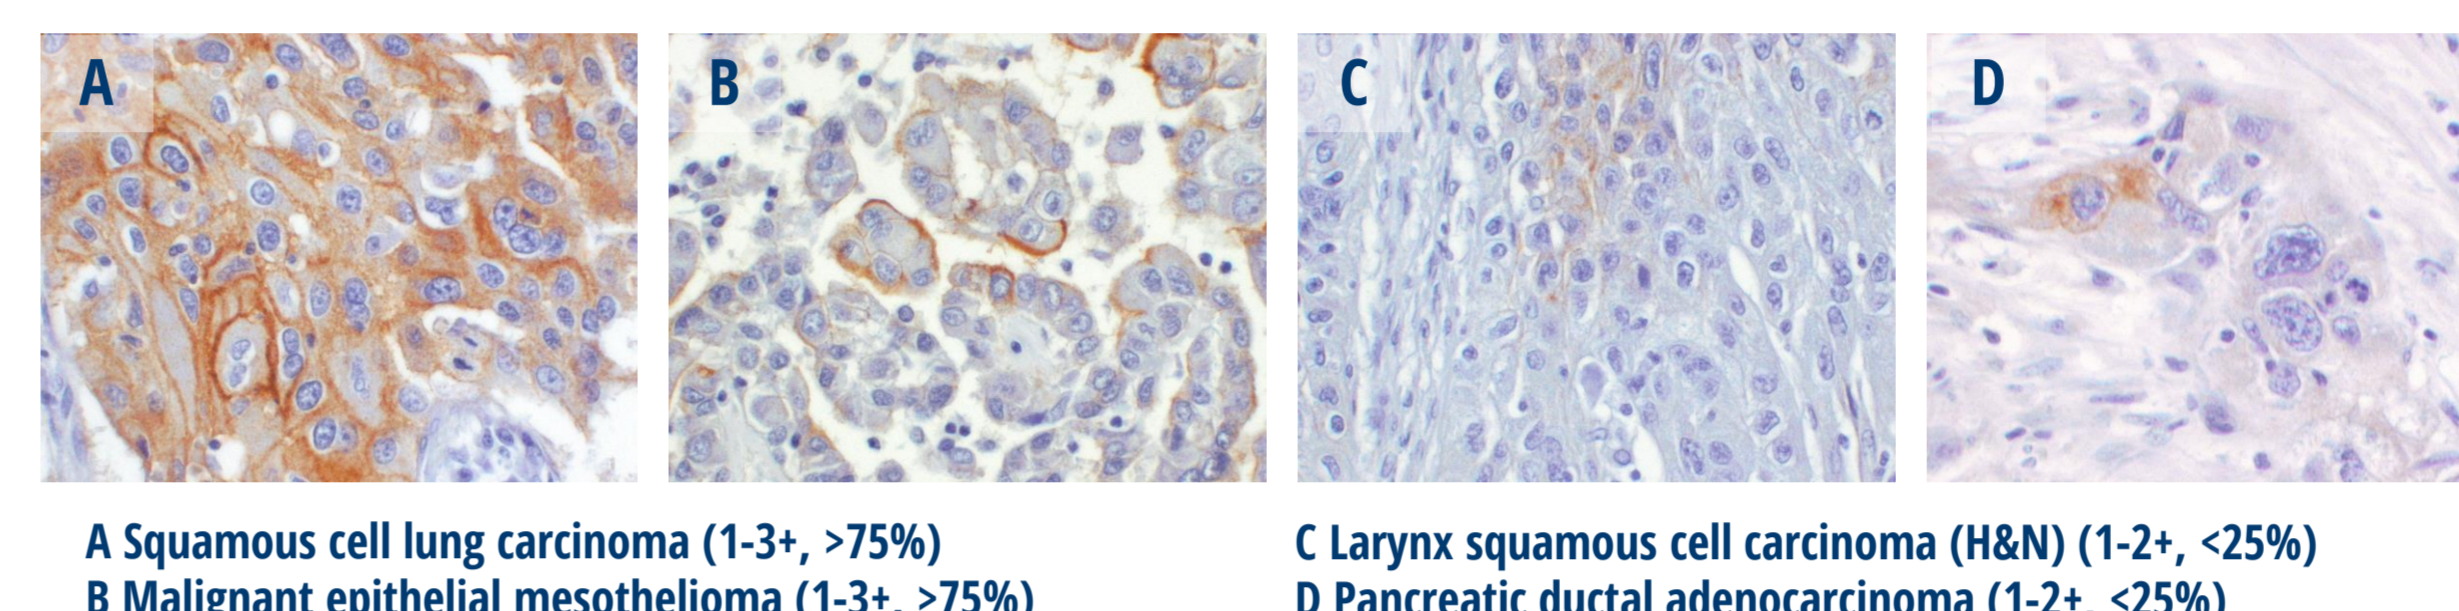 A
B
C
D
A Squamous cell lung carcinoma (1-3+, >75%)
B Malignant epithelial mesothelioma (1-3+, >75%)
C Larynx squamous cell carcinoma (H&N) (1-2+, <25%)
D Pancreatic ductal adenocarcinoma (1-2+, <25%)